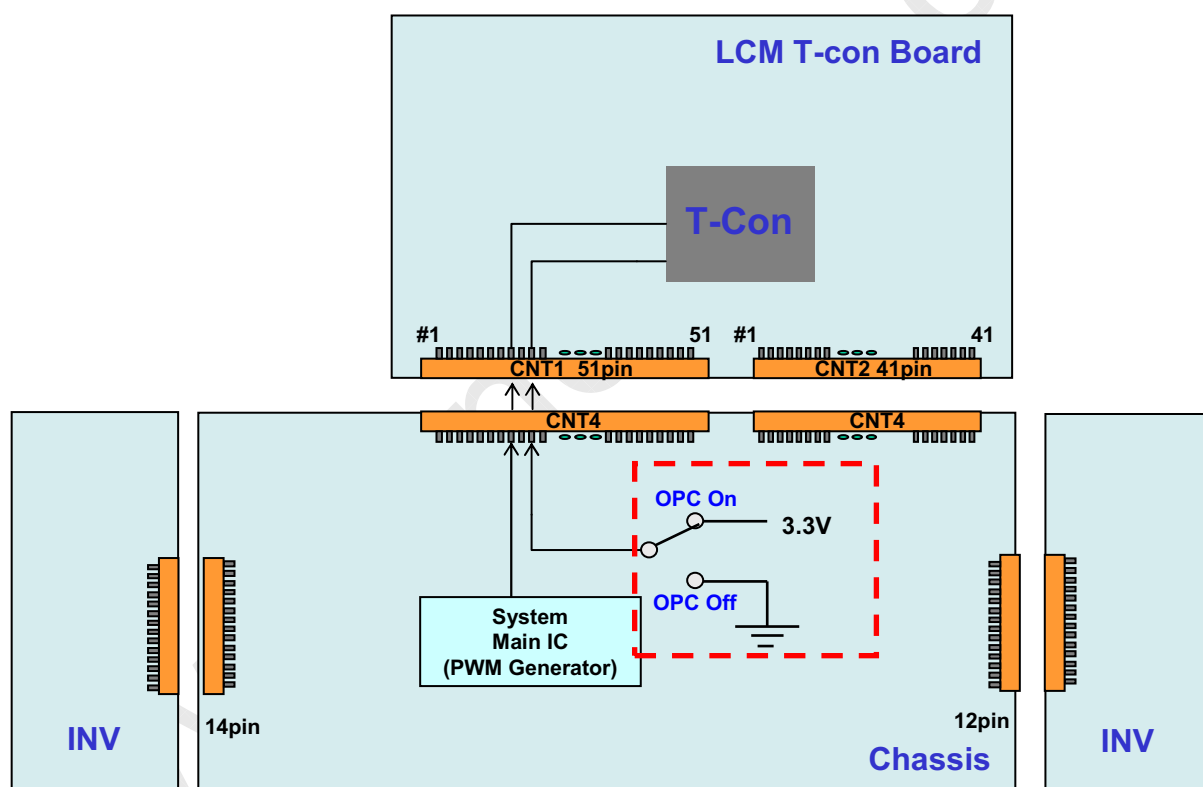 LCM T-con Board
T-Con
#1
51
#1
41
CNT1 51pin
CNT2 41pin
CNT4
CNT4
OPC On
3.3V
OPC Off
System
Main IC
(PWM Generator)
14pin
12pin
INV
Chassis
INV